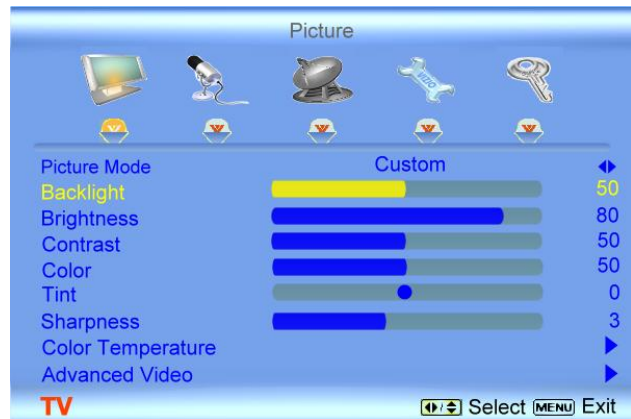 Picture
VIZIO
Picture Mode Custom
Backlight 50
Brightness 80
Contrast 50
Color 50
Tint 0
Sharpness 3
Color Temperature
Advanced Video
TV Select MENU Exit